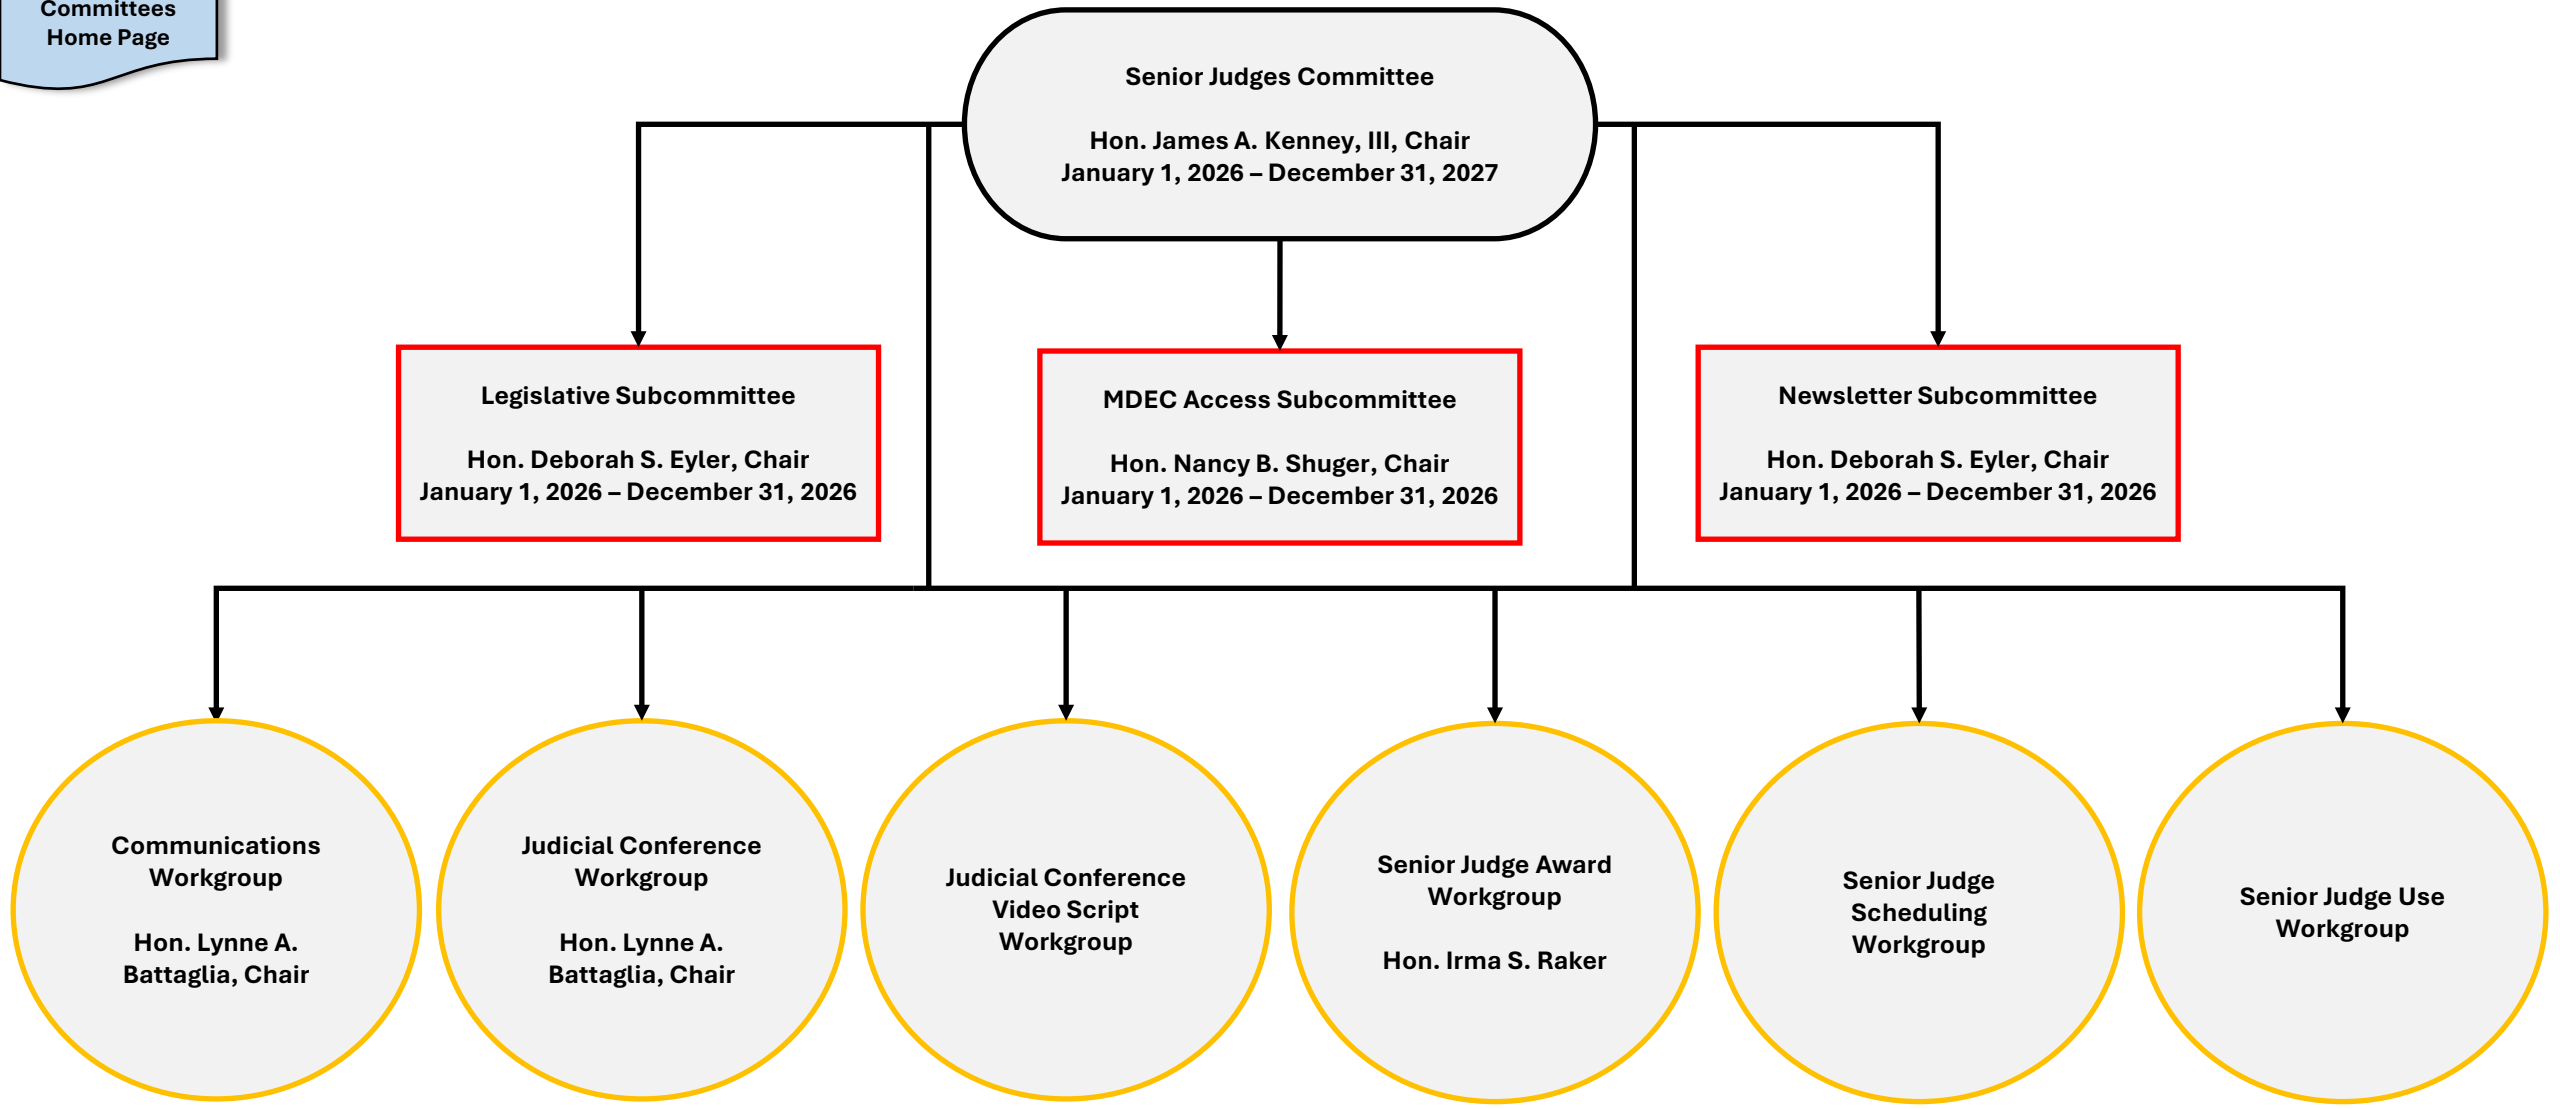 Committees
Home Page
Senior Judges Committee
Hon. James A. Kenney, III, Chair
January 1, 2026 – December 31, 2027
Legislative Subcommittee
Hon. Deborah S. Eyler, Chair
January 1, 2026 – December 31, 2026
MDEC Access Subcommittee
Hon. Nancy B. Shuger, Chair
January 1, 2026 – December 31, 2026
Newsletter Subcommittee
Hon. Deborah S. Eyler, Chair
January 1, 2026 – December 31, 2026
Communications
Workgroup
Hon. Lynne A.
Battaglia, Chair
Judicial Conference
Workgroup
Hon. Lynne A.
Battaglia, Chair
Judicial Conference
Video Script
Workgroup
Senior Judge Award
Workgroup
Hon. Irma S. Raker
Senior Judge
Scheduling
Workgroup
Senior Judge Use
Workgroup